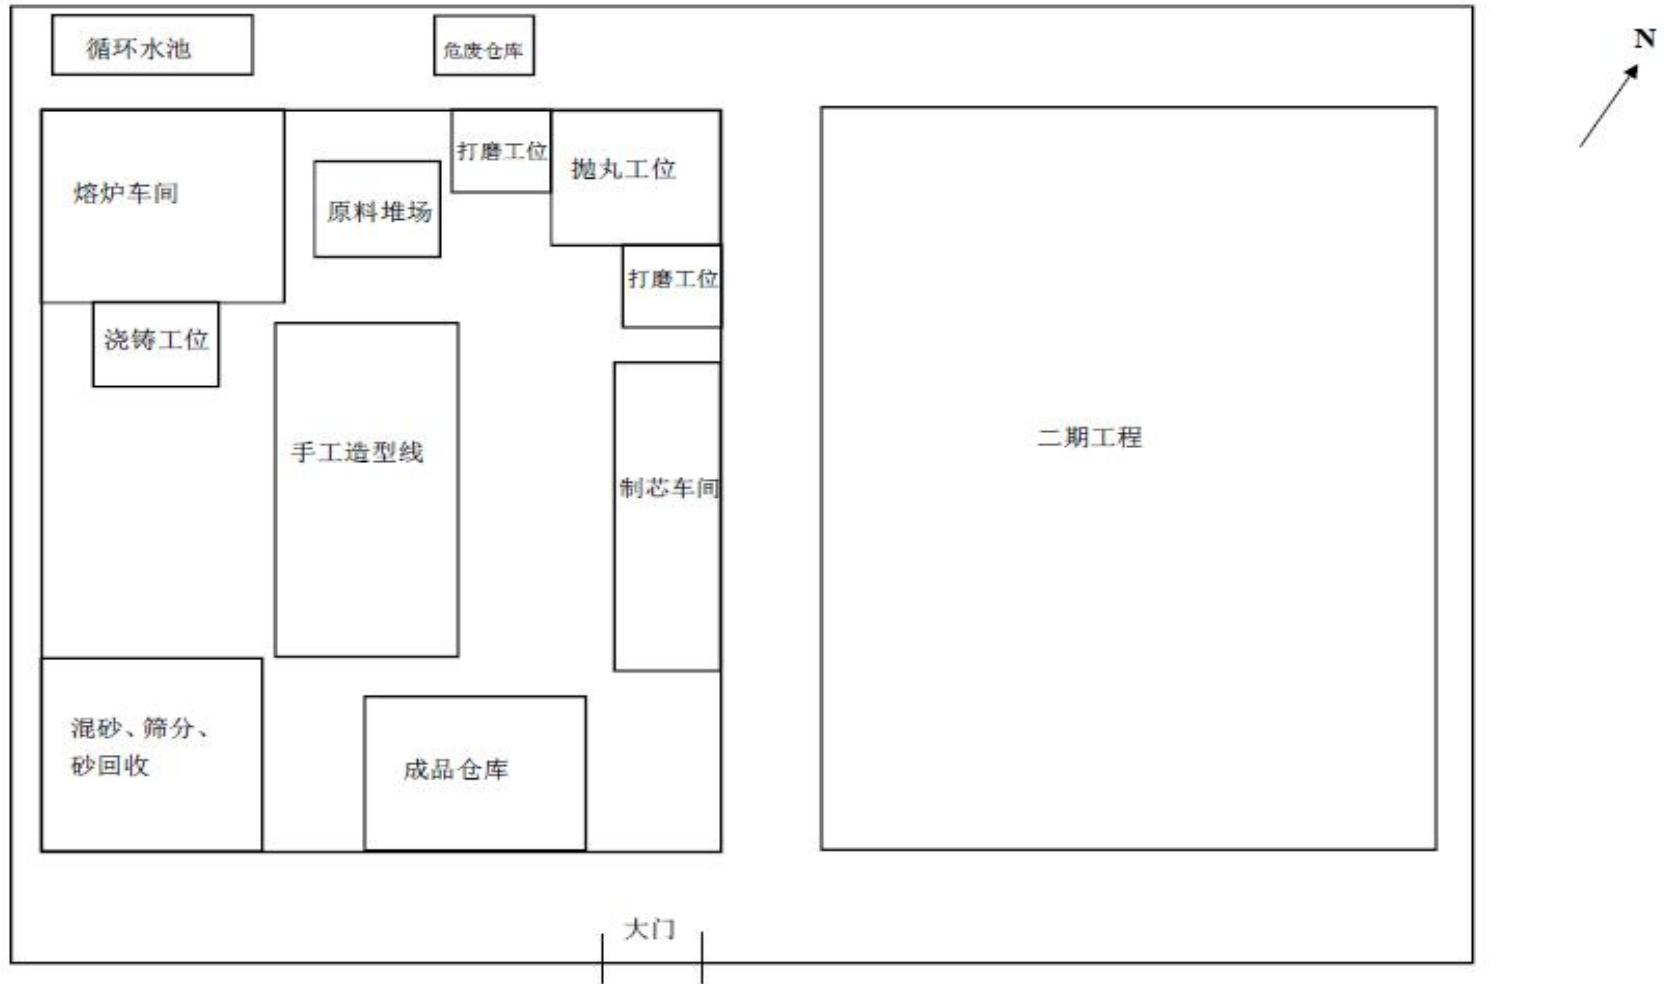 循环水池
危废仓库
N
熔炉车间
打磨工位
抛丸工位
原料堆场
打磨工位
浇铸工位
手工造型线
制芯车间
二期工程
混砂、筛分、
砂回收
成品仓库
大门